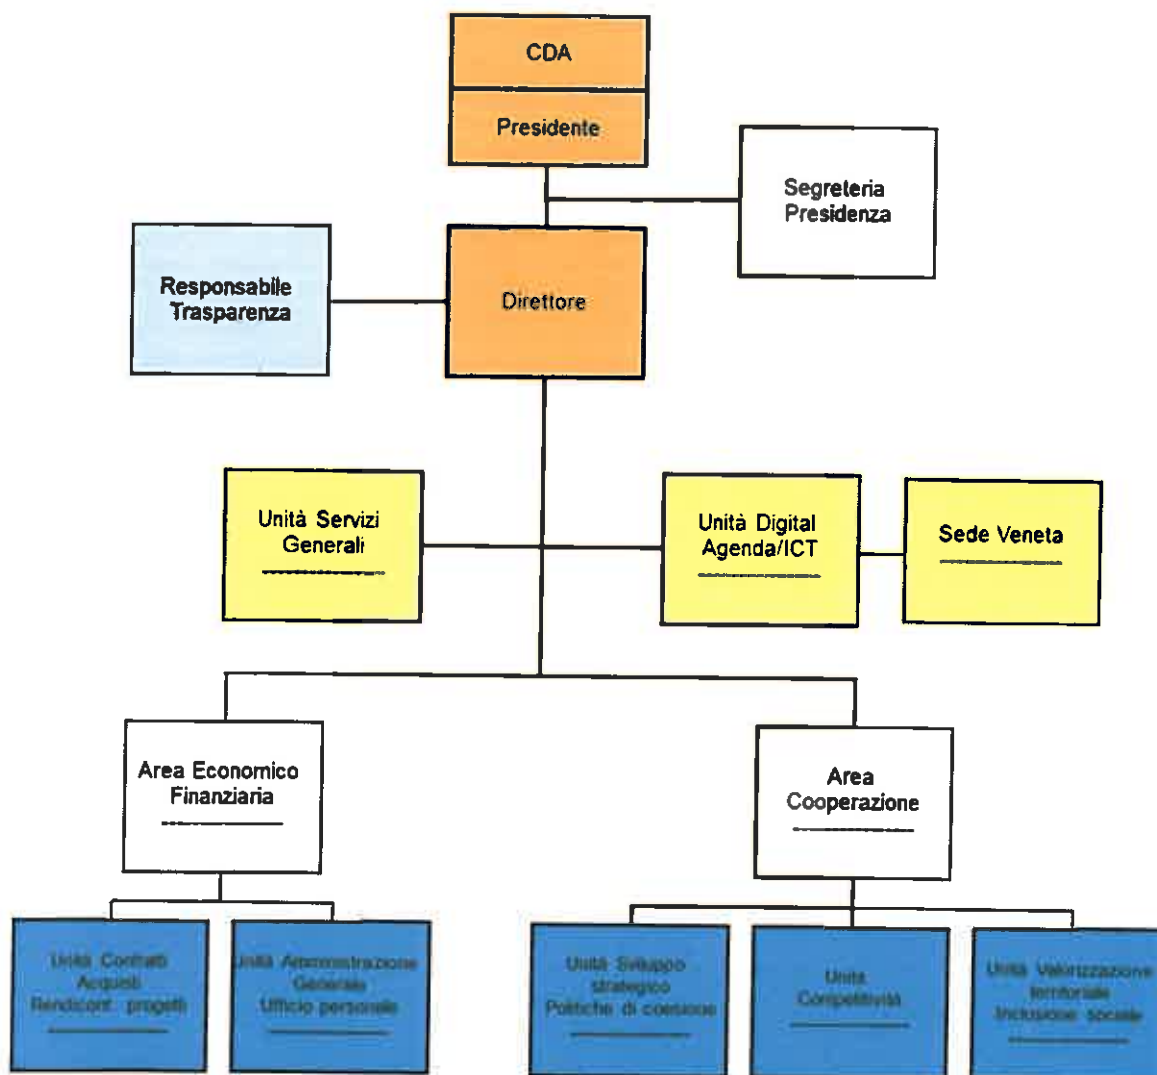 CDA
Presidente
Segreteria
Presidenza
Responsabile
Trasparenza
Direttore
Unità Servizi
Generali
Unità Digital
Agenda/ICT
Sede Veneta
Area Economico
Finanziaria
Area
Cooperazione
Unità Contratti
Acquisti
Rendicont. progetti
Unità Amministrazione
Generale
Ufficio personale
Unità Sviluppo
strategico
Politiche di coesione
Unità
Competitività
Unità Valorizzazione
territoriale
Inclusione sociale